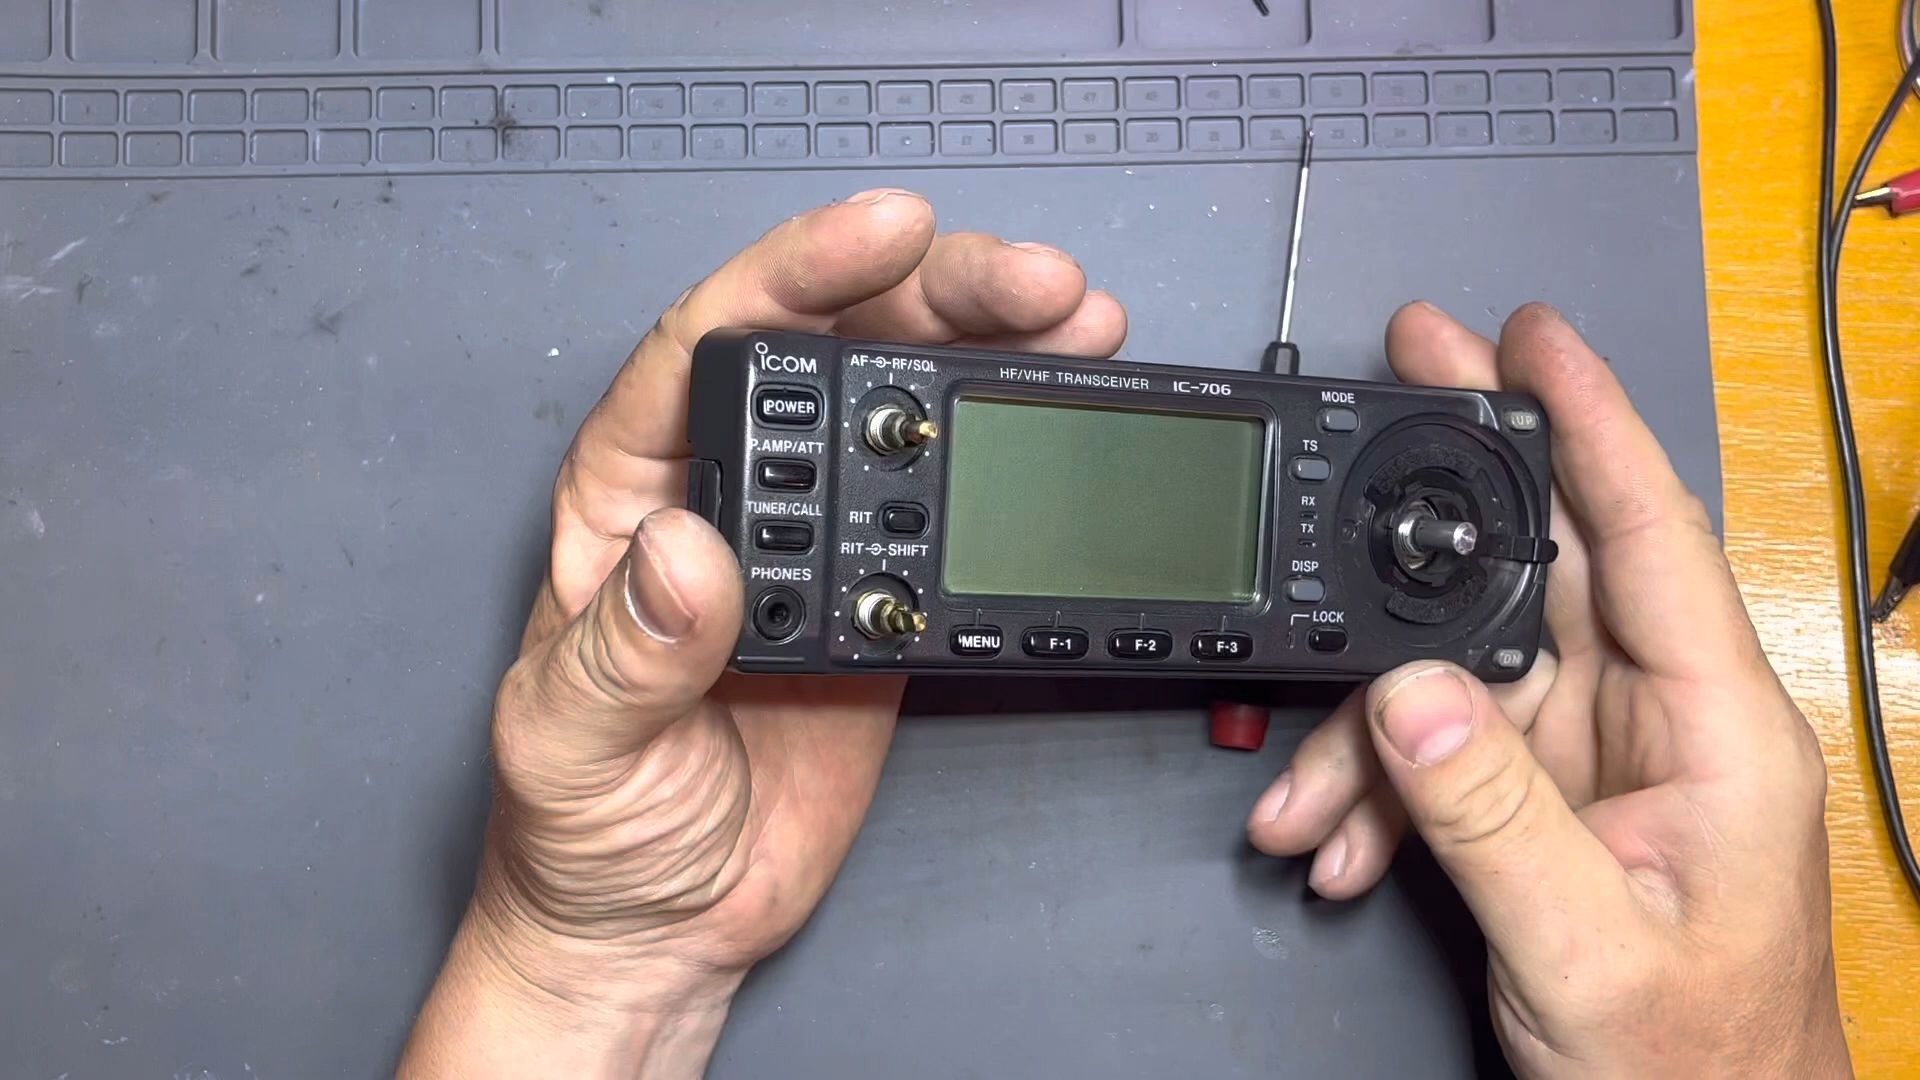 ICOM
AF RF/SQL
HF/VHF TRANSCEIVER IC-706
MODE
UP
POWER
P.AMP/ATT
TS
TUNER/CALL
RX
RIT
TX
RIT SHIFT
PHONES
DISP
LOCK
MENU
F-1
F-2
F-3
DN